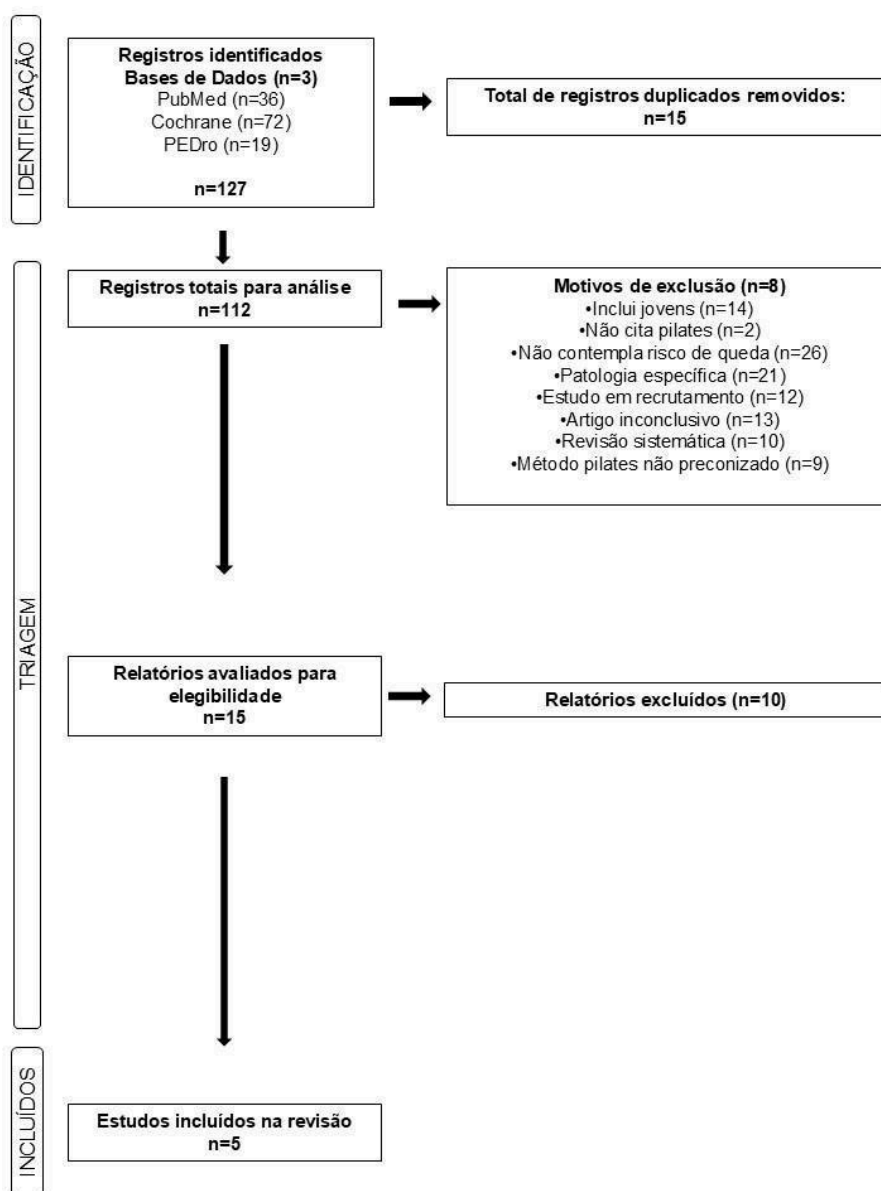 IDENTIFICAÇÃO
Registros identificados
Bases de Dados (n=3)
PubMed (n=36)
Cochrane (n=72)
PEDro (n=19)
n=127
Total de registros duplicados removidos:
n=15
TRIAGEM
Registros totais para análise
n=112
Motivos de exclusão (n=8)
•Inclui jovens (n=14)
•Não cita pilates (n=2)
•Não contempla risco de queda (n=26)
•Patologia específica (n=21)
•Estudo em recrutamento (n=12)
•Artigo inconclusivo (n=13)
•Revisão sistemática (n=10)
•Método pilates não preconizado (n=9)
Relatórios avaliados para
elegibilidade
n=15
Relatórios excluídos (n=10)
INCLUÍDOS
Estudos incluídos na revisão
n=5